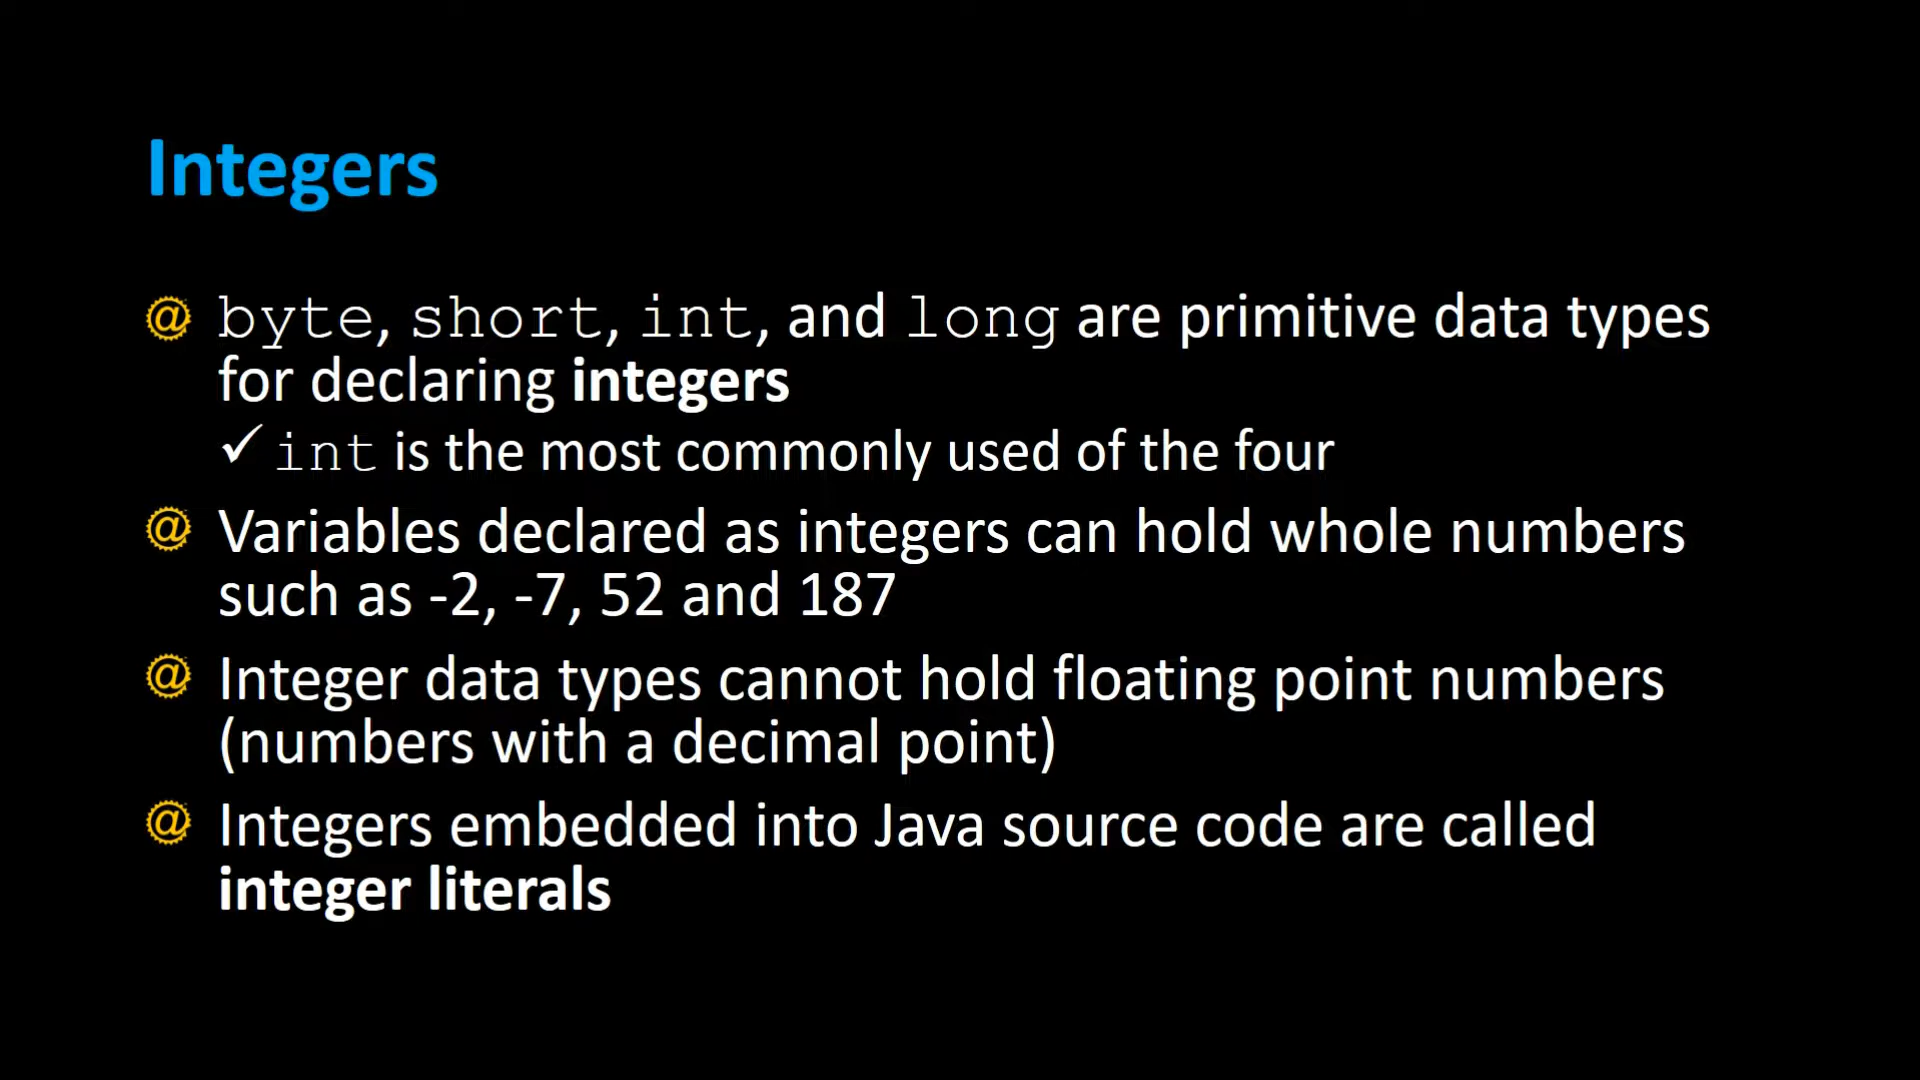 Integers
@ byte, short, int, and long are primitive data types
for declaring integers
✓ int is the most commonly used of the four
@ Variables declared as integers can hold whole numbers
such as -2, -7, 52 and 187
@ Integer data types cannot hold floating point numbers
(numbers with a decimal point)
@ Integers embedded into Java source code are called
integer literals